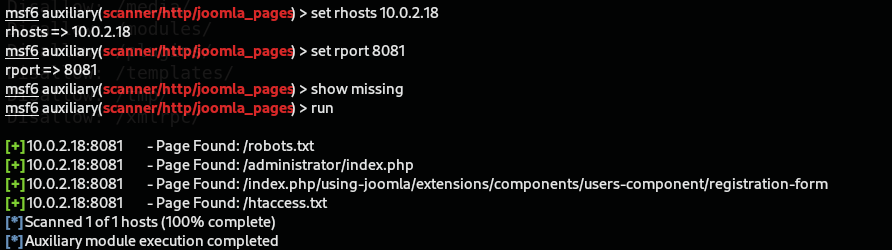 msf6 auxiliary(scanner/http/joomla_pages) > set rhosts 10.0.2.18
rhosts => 10.0.2.18
msf6 auxiliary(scanner/http/joomla_pages) > set rport 8081
rport => 8081
msf6 auxiliary(scanner/http/joomla_pages) > show missing
msf6 auxiliary(scanner/http/joomla_pages) > run
[+] 10.0.2.18:8081 - Page Found: /robots.txt
[+] 10.0.2.18:8081 - Page Found: /administrator/index.php
[+] 10.0.2.18:8081 - Page Found: /index.php/using-joomla/extensions/components/users-component/registration-form
[+] 10.0.2.18:8081 - Page Found: /htaccess.txt
[*] Scanned 1 of 1 hosts (100% complete)
[*] Auxiliary module execution completed